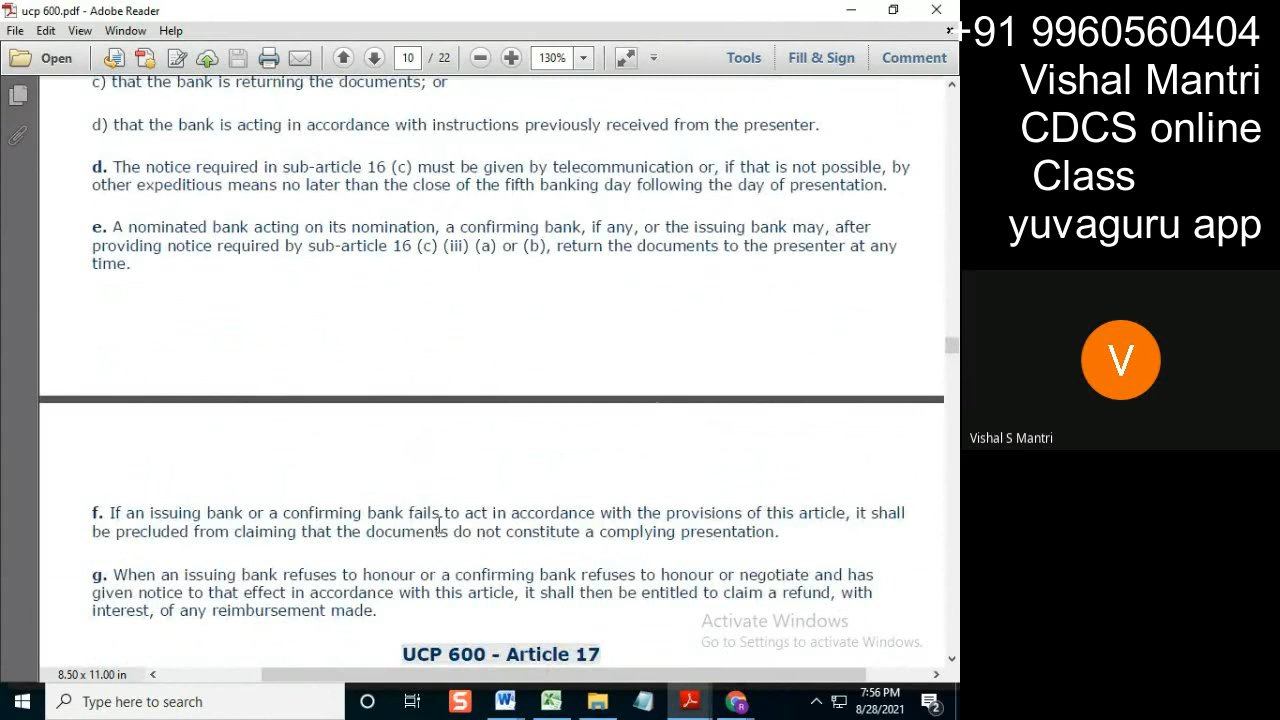 ucp 600.pdf - Adobe Reader
File Edit View Window Help
Open 10 / 22 130% Tools Fill & Sign Comment
c) that the bank is returning the documents; or
d) that the bank is acting in accordance with instructions previously received from the presenter.
d. The notice required in sub-article 16 (c) must be given by telecommunication or, if that is not possible, by
other expeditious means no later than the close of the fifth banking day following the day of presentation.
e. A nominated bank acting on its nomination, a confirming bank, if any, or the issuing bank may, after
providing notice required by sub-article 16 (c) (iii) (a) or (b), return the documents to the presenter at any
time.
f. If an issuing bank or a confirming bank fails to act in accordance with the provisions of this article, it shall
be precluded from claiming that the documents do not constitute a complying presentation.
g. When an issuing bank refuses to honour or a confirming bank refuses to honour or negotiate and has
given notice to that effect in accordance with this article, it shall then be entitled to claim a refund, with
interest, of any reimbursement made.
UCP 600 - Article 17
Activate Windows
Go to Settings to activate Windows.
8.50 x 11.00 in
Type here to search
7:56 PM
8/28/2021
2
+91 9960560404
Vishal Mantri
CDCS online
Class
yuvaguru app
V
Vishal S Mantri